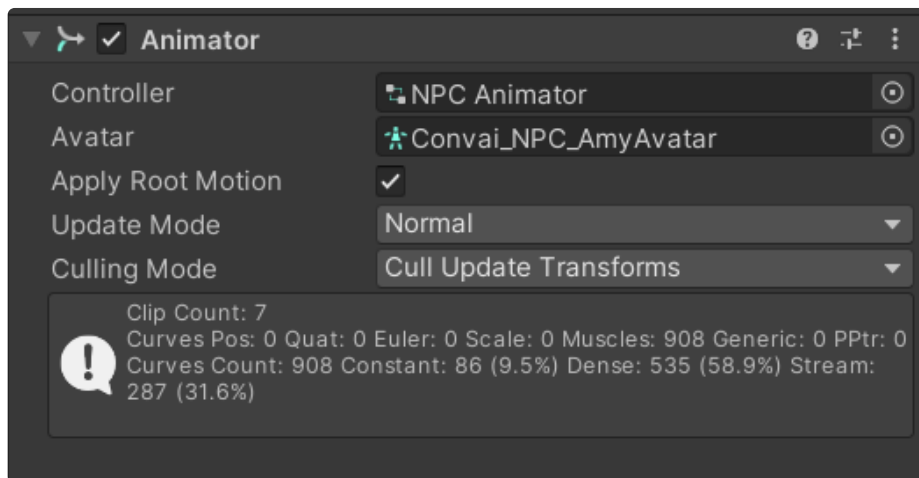 Animator
Controller NPC Animator
Avatar Convai_NPC_AmyAvatar
Apply Root Motion
Update Mode Normal
Culling Mode Cull Update Transforms
Clip Count: 7
Curves Pos: 0 Quat: 0 Euler: 0 Scale: 0 Muscles: 908 Generic: 0 PPtr: 0
Curves Count: 908 Constant: 86 (9.5%) Dense: 535 (58.9%) Stream:
287 (31.6%)